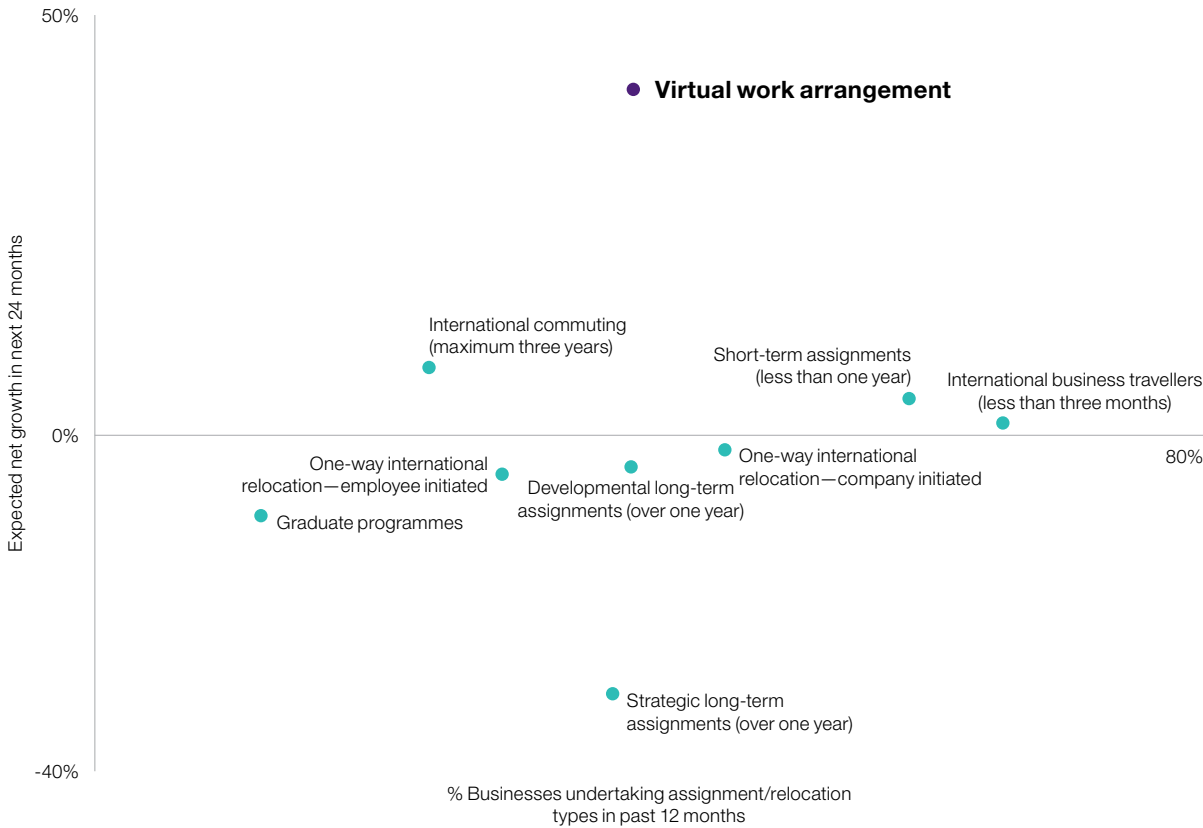 50%
Virtual work arrangement
Expected net growth in next 24 months
International commuting
(maximum three years)
Short-term assignments
(less than one year)
International business travellers
(less than three months)
0%
80%
One-way international
relocation—employee initiated
Developmental long-term
assignments (over one year)
One-way international
relocation—company initiated
Graduate programmes
Strategic long-term
assignments (over one year)
-40%
% Businesses undertaking assignment/relocation
types in past 12 months